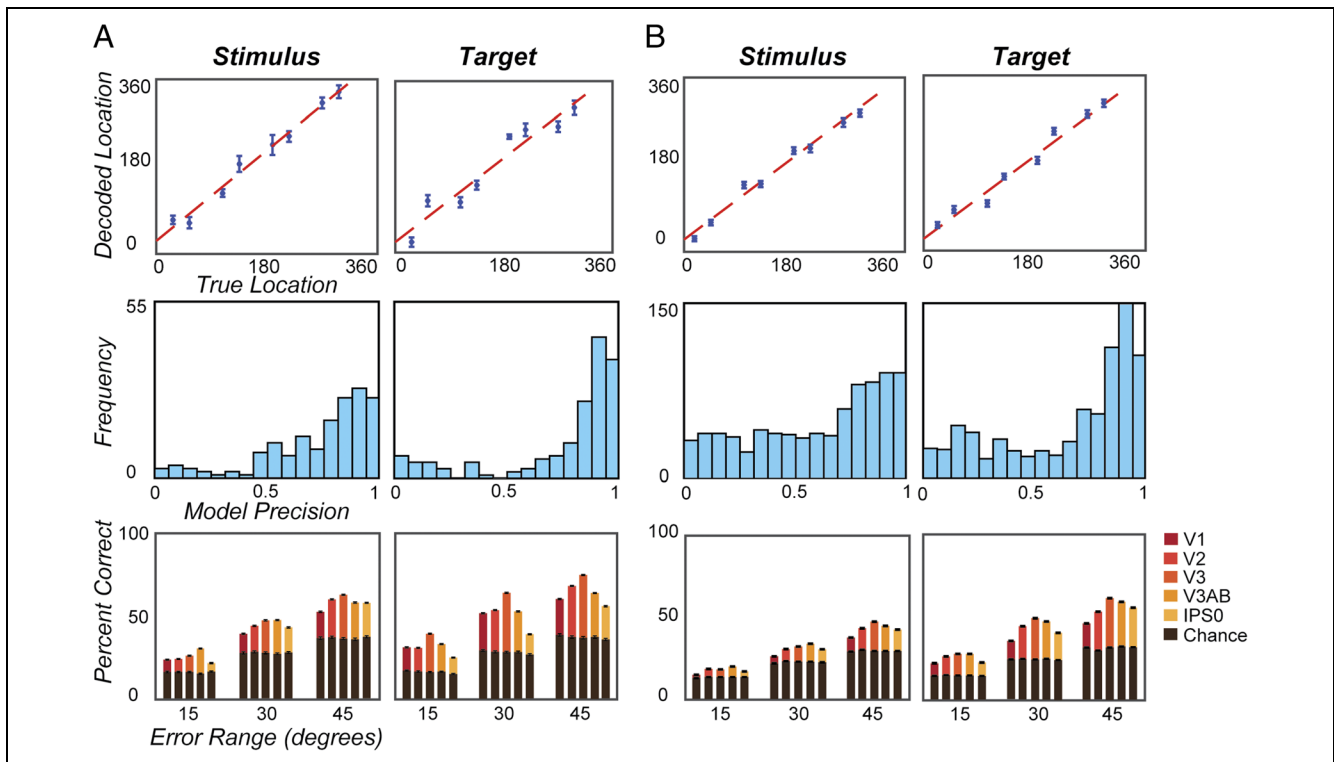 A
B
Stimulus
Target
Stimulus
Target
Decoded Location
360
180
0
0
180
360
True Location
0
180
360
360
180
0
0
180
360
0
180
360
Frequency
55
0
0
0.5
1
Model Precision
0
0.5
1
150
0
0
0.5
1
0
0.5
1
Percent Correct
100
50
0
15
30
45
Error Range (degrees)
15
30
45
100
50
0
15
30
45
15
30
45
V1
V2
V3
V3AB
IPS0
Chance